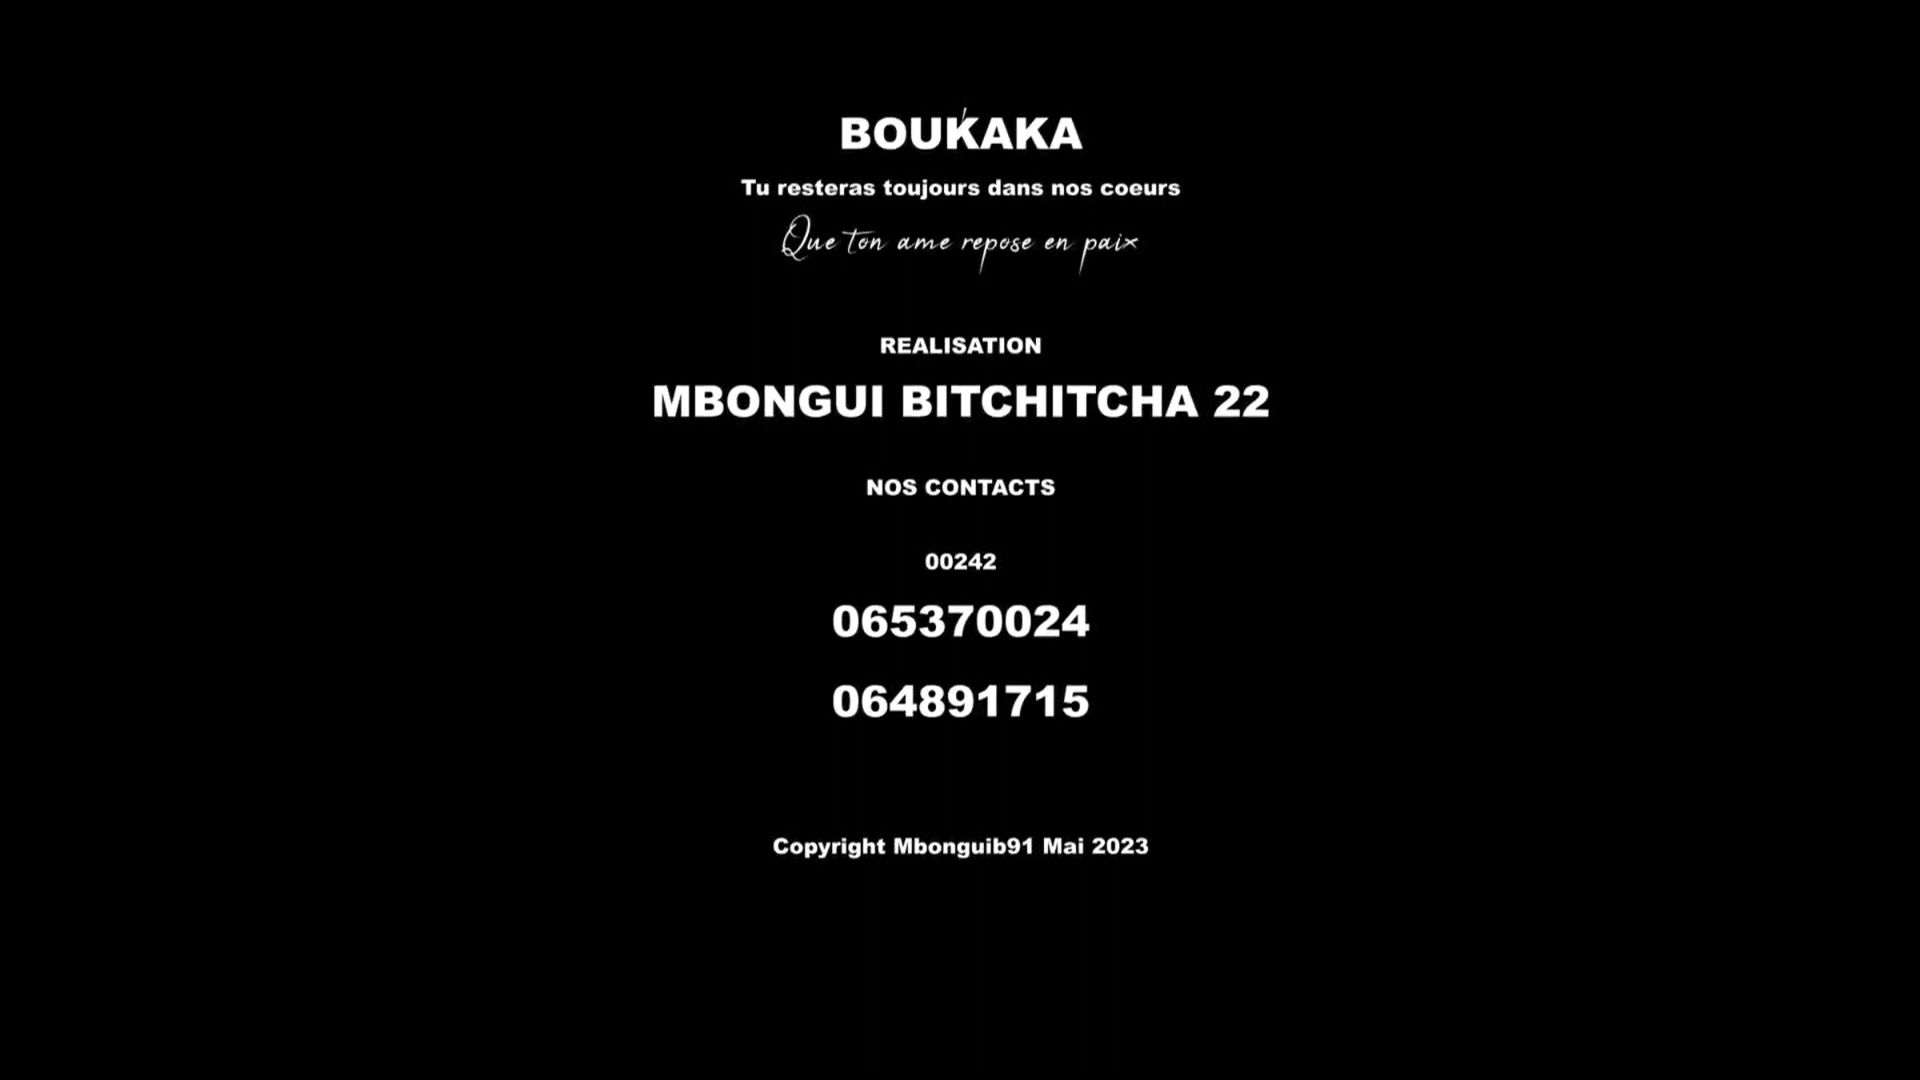 BOUKAKA
Tu resteras toujours dans nos coeurs
Que ton ame repose en paix
REALISATION
MBONGUI BITCHITCHA 22
NOS CONTACTS
00242
065370024
064891715
Copyright Mbonguib91 Mai 2023